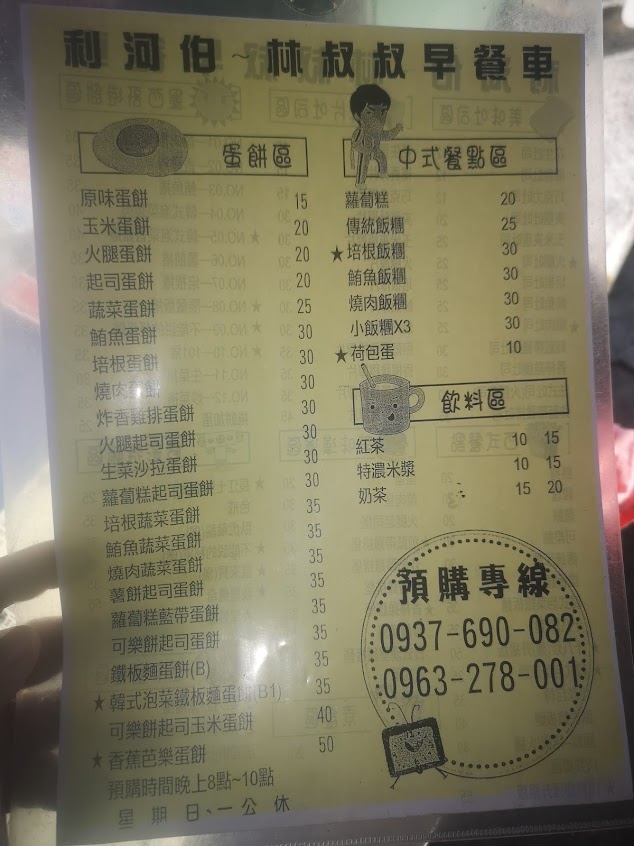 利河伯~林叔叔早餐車
蛋餅區
原味蛋餅 15
玉米蛋餅 20
火腿蛋餅 20
起司蛋餅 20
蔬菜蛋餅 25
鮪魚蛋餅 30
培根蛋餅 30
燒肉蛋餅 30
炸香雞排蛋餅 30
火腿起司蛋餅 30
生菜沙拉蛋餅 30
蘿蔔糕起司蛋餅 30
培根蔬菜蛋餅 35
鮪魚蔬菜蛋餅 35
燒肉蔬菜蛋餅 35
薯餅起司蛋餅 35
蘿蔔糕藍帶蛋餅 35
可樂餅起司蛋餅 35
鐵板麵蛋餅(B) 35
★韓式泡菜鐵板麵蛋餅(B1) 35
可樂餅起司玉米蛋餅 40
★香蕉芭樂蛋餅 50
預購時間晚上8點~10點
星期日、一公休
中式餐點區
蘿蔔糕 20
傳統飯糰 25
★培根飯糰 30
鮪魚飯糰 30
燒肉飯糰 30
小飯糰X3 30
★荷包蛋 10
飲料區
紅茶 10 15
特濃米漿 10 15
奶茶 15 20
預購專線
0937-690-082
0963-278-001